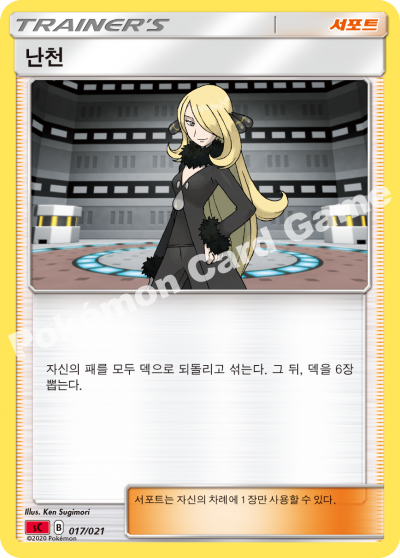 TRAINER'S 서포트
난천
Pokémon Card Game
자신의 패를 모두 덱으로 되돌리고 섞는다. 그 뒤, 덱을 6장
뽑는다.
Illus. Ken Sugimori
서포트는 자신의 차례에 1장만 사용할 수 있다.
sC B 017/021
©2020 Pokémon